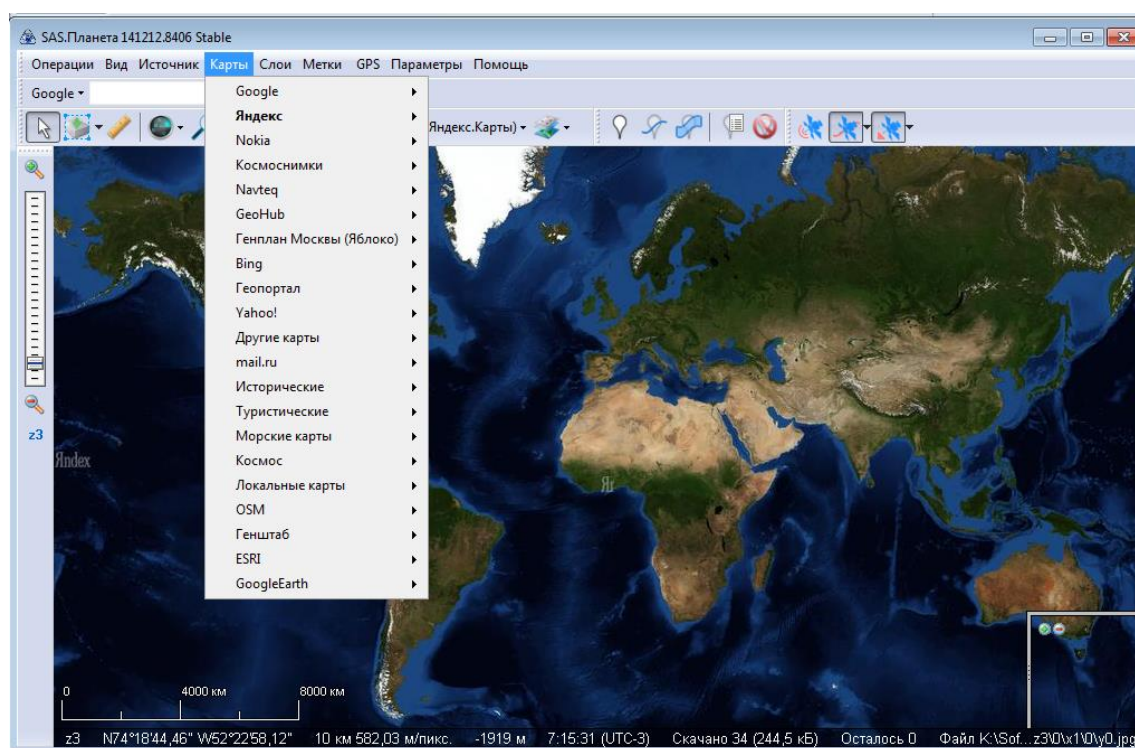 SAS.Планета 141212.8406 Stable
Операции Вид Источник Карты Слои Метки GPS Параметры Помощь
Google
Google
Яндекс
Яндекс.Карты)
Nokia
Космоснимки
Navteq
GeoHub
Генплан Москвы (Яблоко)
Bing
Геопортал
Yahoo!
Другие карты
mail.ru
Исторические
Туристические
Морские карты
Космос
Локальные карты
OSM
Генштаб
ESRI
GoogleEarth
z3
Яndex
Яг
0 4000 км 8000 км
z3 N74°18'44,46" W52°22'58,12" 10 км 582,03 м/пикс. -1919 м 7:15:31 (UTC-3) Скачано 34 (244,5 кБ) Осталось 0 Файл K:\Sof...z3\0\x1\0\y0.jpg